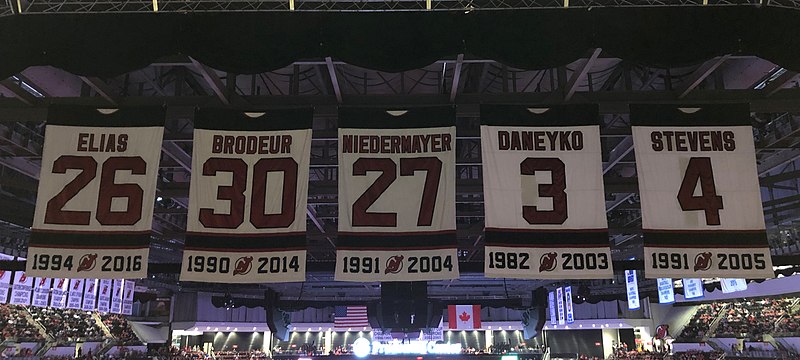 ELIAS
26
1994 2016
BRODEUR
30
1990 2014
NIEDERMAYER
27
1991 2004
DANEYKO
3
1982 2003
STEVENS
4
1991 2005